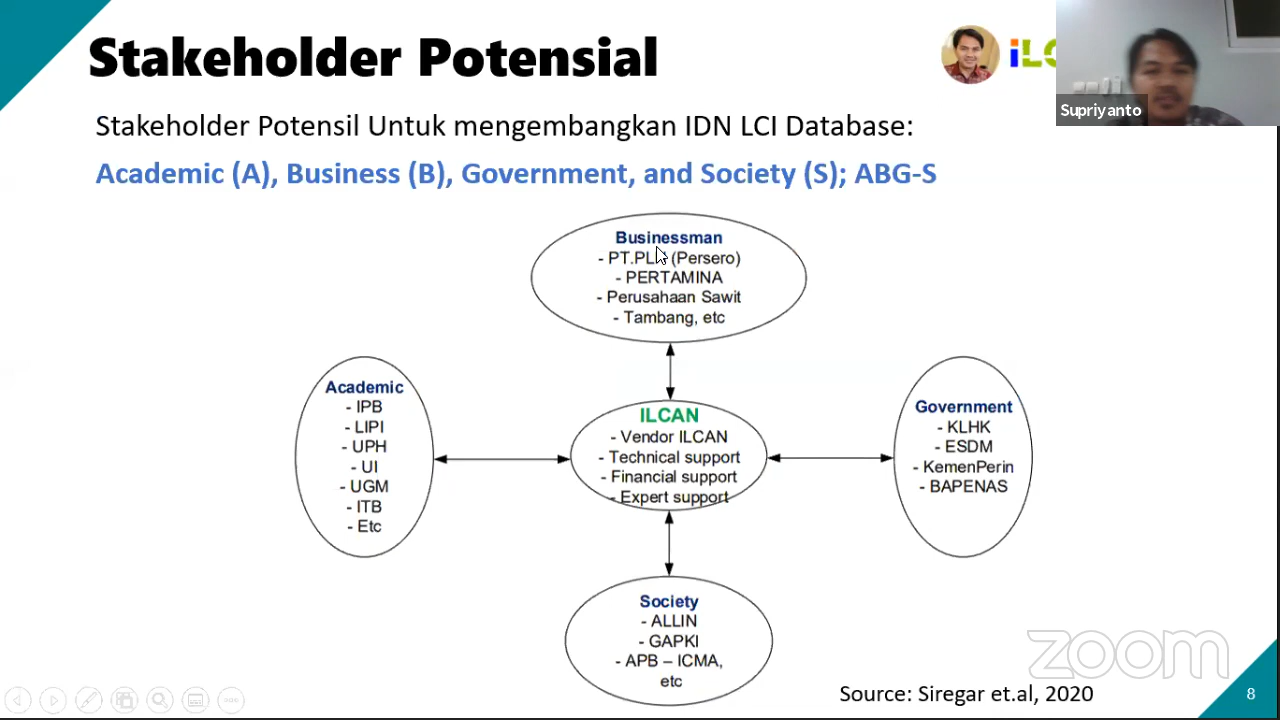 Stakeholder Potensial
Supriyanto
Stakeholder Potensil Untuk mengembangkan IDN LCI Database:
Academic (A), Business (B), Government, and Society (S); ABG-S
Businessman
- PT.PLN (Persero)
- PERTAMINA
- Perusahaan Sawit
- Tambang, etc
Academic
- IPB
- LIPI
- UPH
- UI
- UGM
- ITB
- Etc
ILCAN
- Vendor ILCAN
- Technical support
- Financial support
- Expert support
Government
- KLHK
- ESDM
- KemenPerin
- BAPENAS
Society
- ALLIN
- GAPKI
- APB – ICMA,
etc
zoom
Source: Siregar et.al, 2020
8